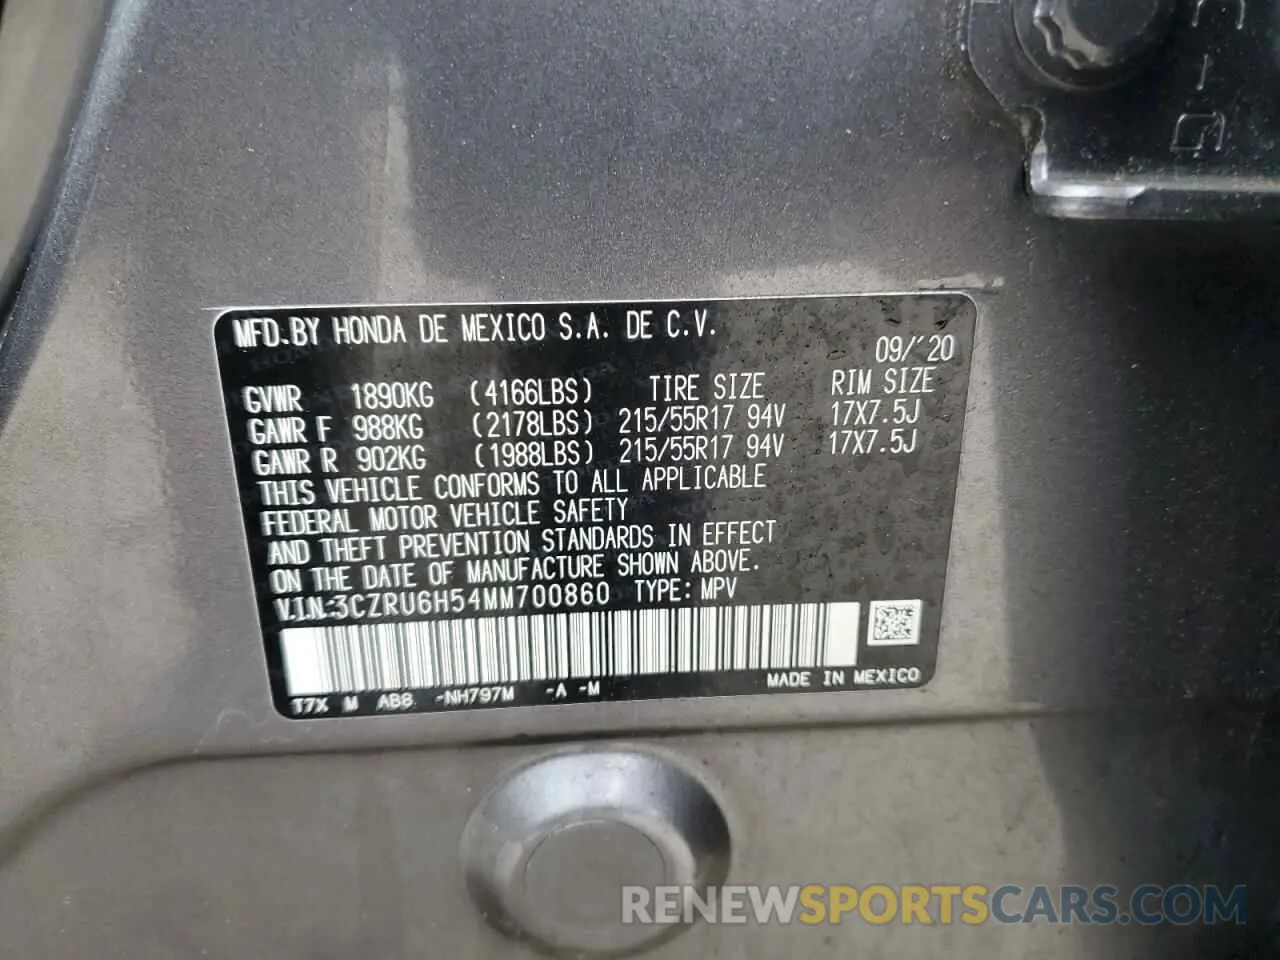 MFD.BY HONDA DE MEXICO S.A. DE C.V.
09/'20
GVWR 1890KG (4166LBS) TIRE SIZE RIM SIZE
GAWR F 988KG (2178LBS) 215/55R17 94V 17X7.5J
GAWR R 902KG (1988LBS) 215/55R17 94V 17X7.5J
THIS VEHICLE CONFORMS TO ALL APPLICABLE
FEDERAL MOTOR VEHICLE SAFETY
AND THEFT PREVENTION STANDARDS IN EFFECT
ON THE DATE OF MANUFACTURE SHOWN ABOVE.
V.I.N.:3CZRU6H54MM700860 TYPE: MPV
T7X M AB8 -NH797M -A -M MADE IN MEXICO
RENEWSPORTSCARS.COM